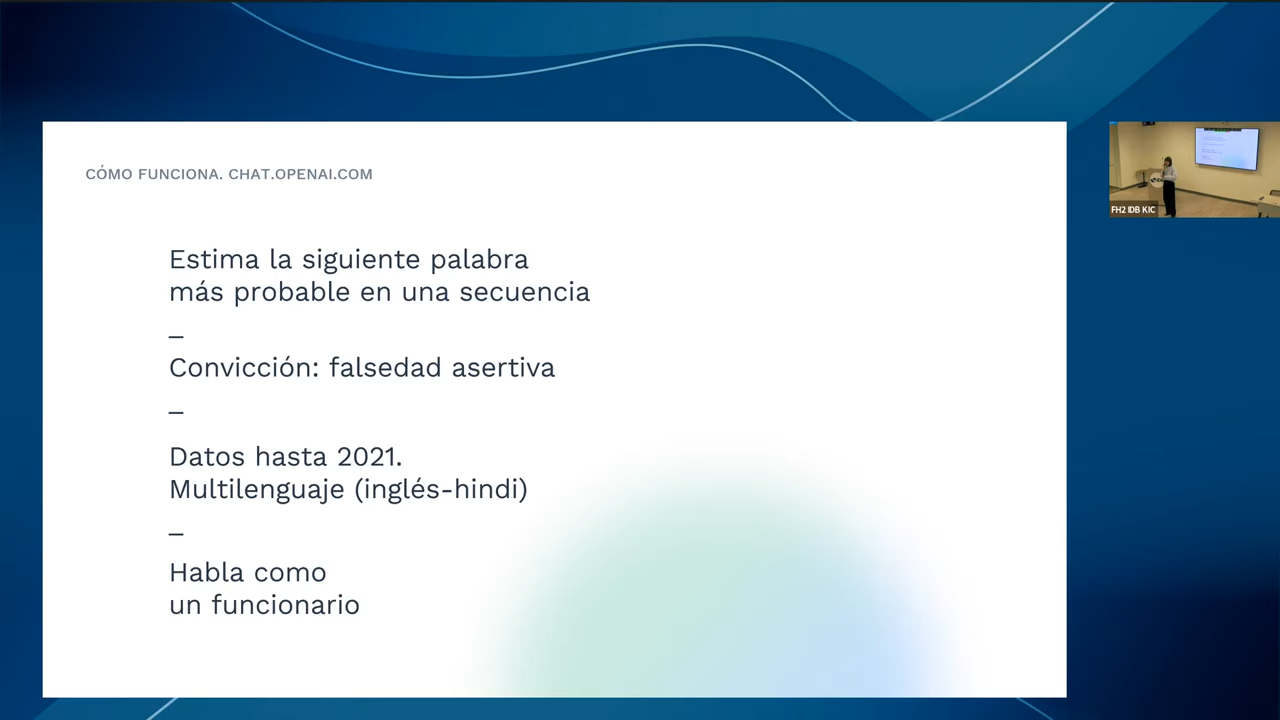 CÓMO FUNCIONA. CHAT.OPENAI.COM
Estima la siguiente palabra
más probable en una secuencia
–
Convicción: falsedad asertiva
–
Datos hasta 2021.
Multilenguaje (inglés-hindi)
–
Habla como
un funcionario
FH2 IDB KIC